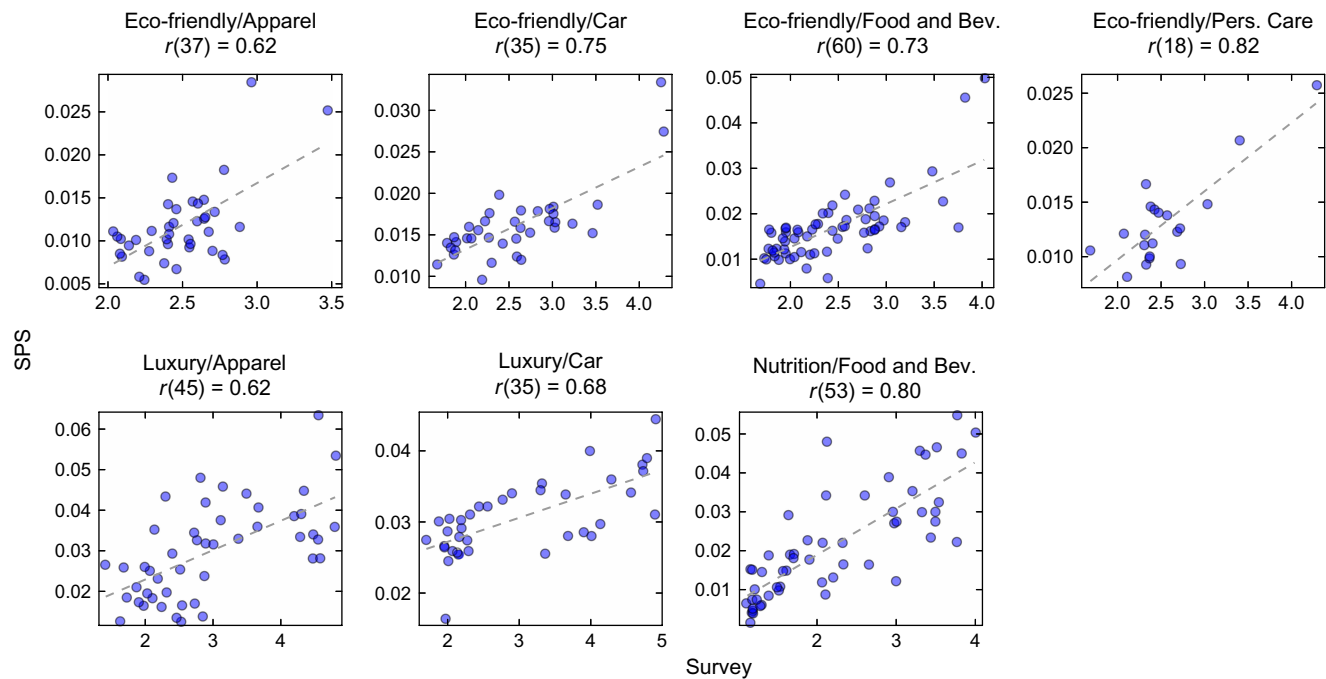 Eco-friendly/Apparel
r(37) = 0.62
Eco-friendly/Car
r(35) = 0.75
Eco-friendly/Food and Bev.
r(60) = 0.73
Eco-friendly/Pers. Care
r(18) = 0.82
0.025
0.020
0.015
0.010
0.005
2.0 2.5 3.0 3.5
0.030
0.025
0.020
0.015
0.010
2.0 2.5 3.0 3.5 4.0
0.05
0.04
0.03
0.02
0.01
2.0 2.5 3.0 3.5 4.0
0.025
0.020
0.015
0.010
2.0 2.5 3.0 3.5 4.0
SPS
Luxury/Apparel
r(45) = 0.62
Luxury/Car
r(35) = 0.68
Nutrition/Food and Bev.
r(53) = 0.80
0.06
0.05
0.04
0.03
0.02
2 3 4
0.04
0.03
0.02
2 3 4 5
0.05
0.04
0.03
0.02
0.01
2 3 4
Survey